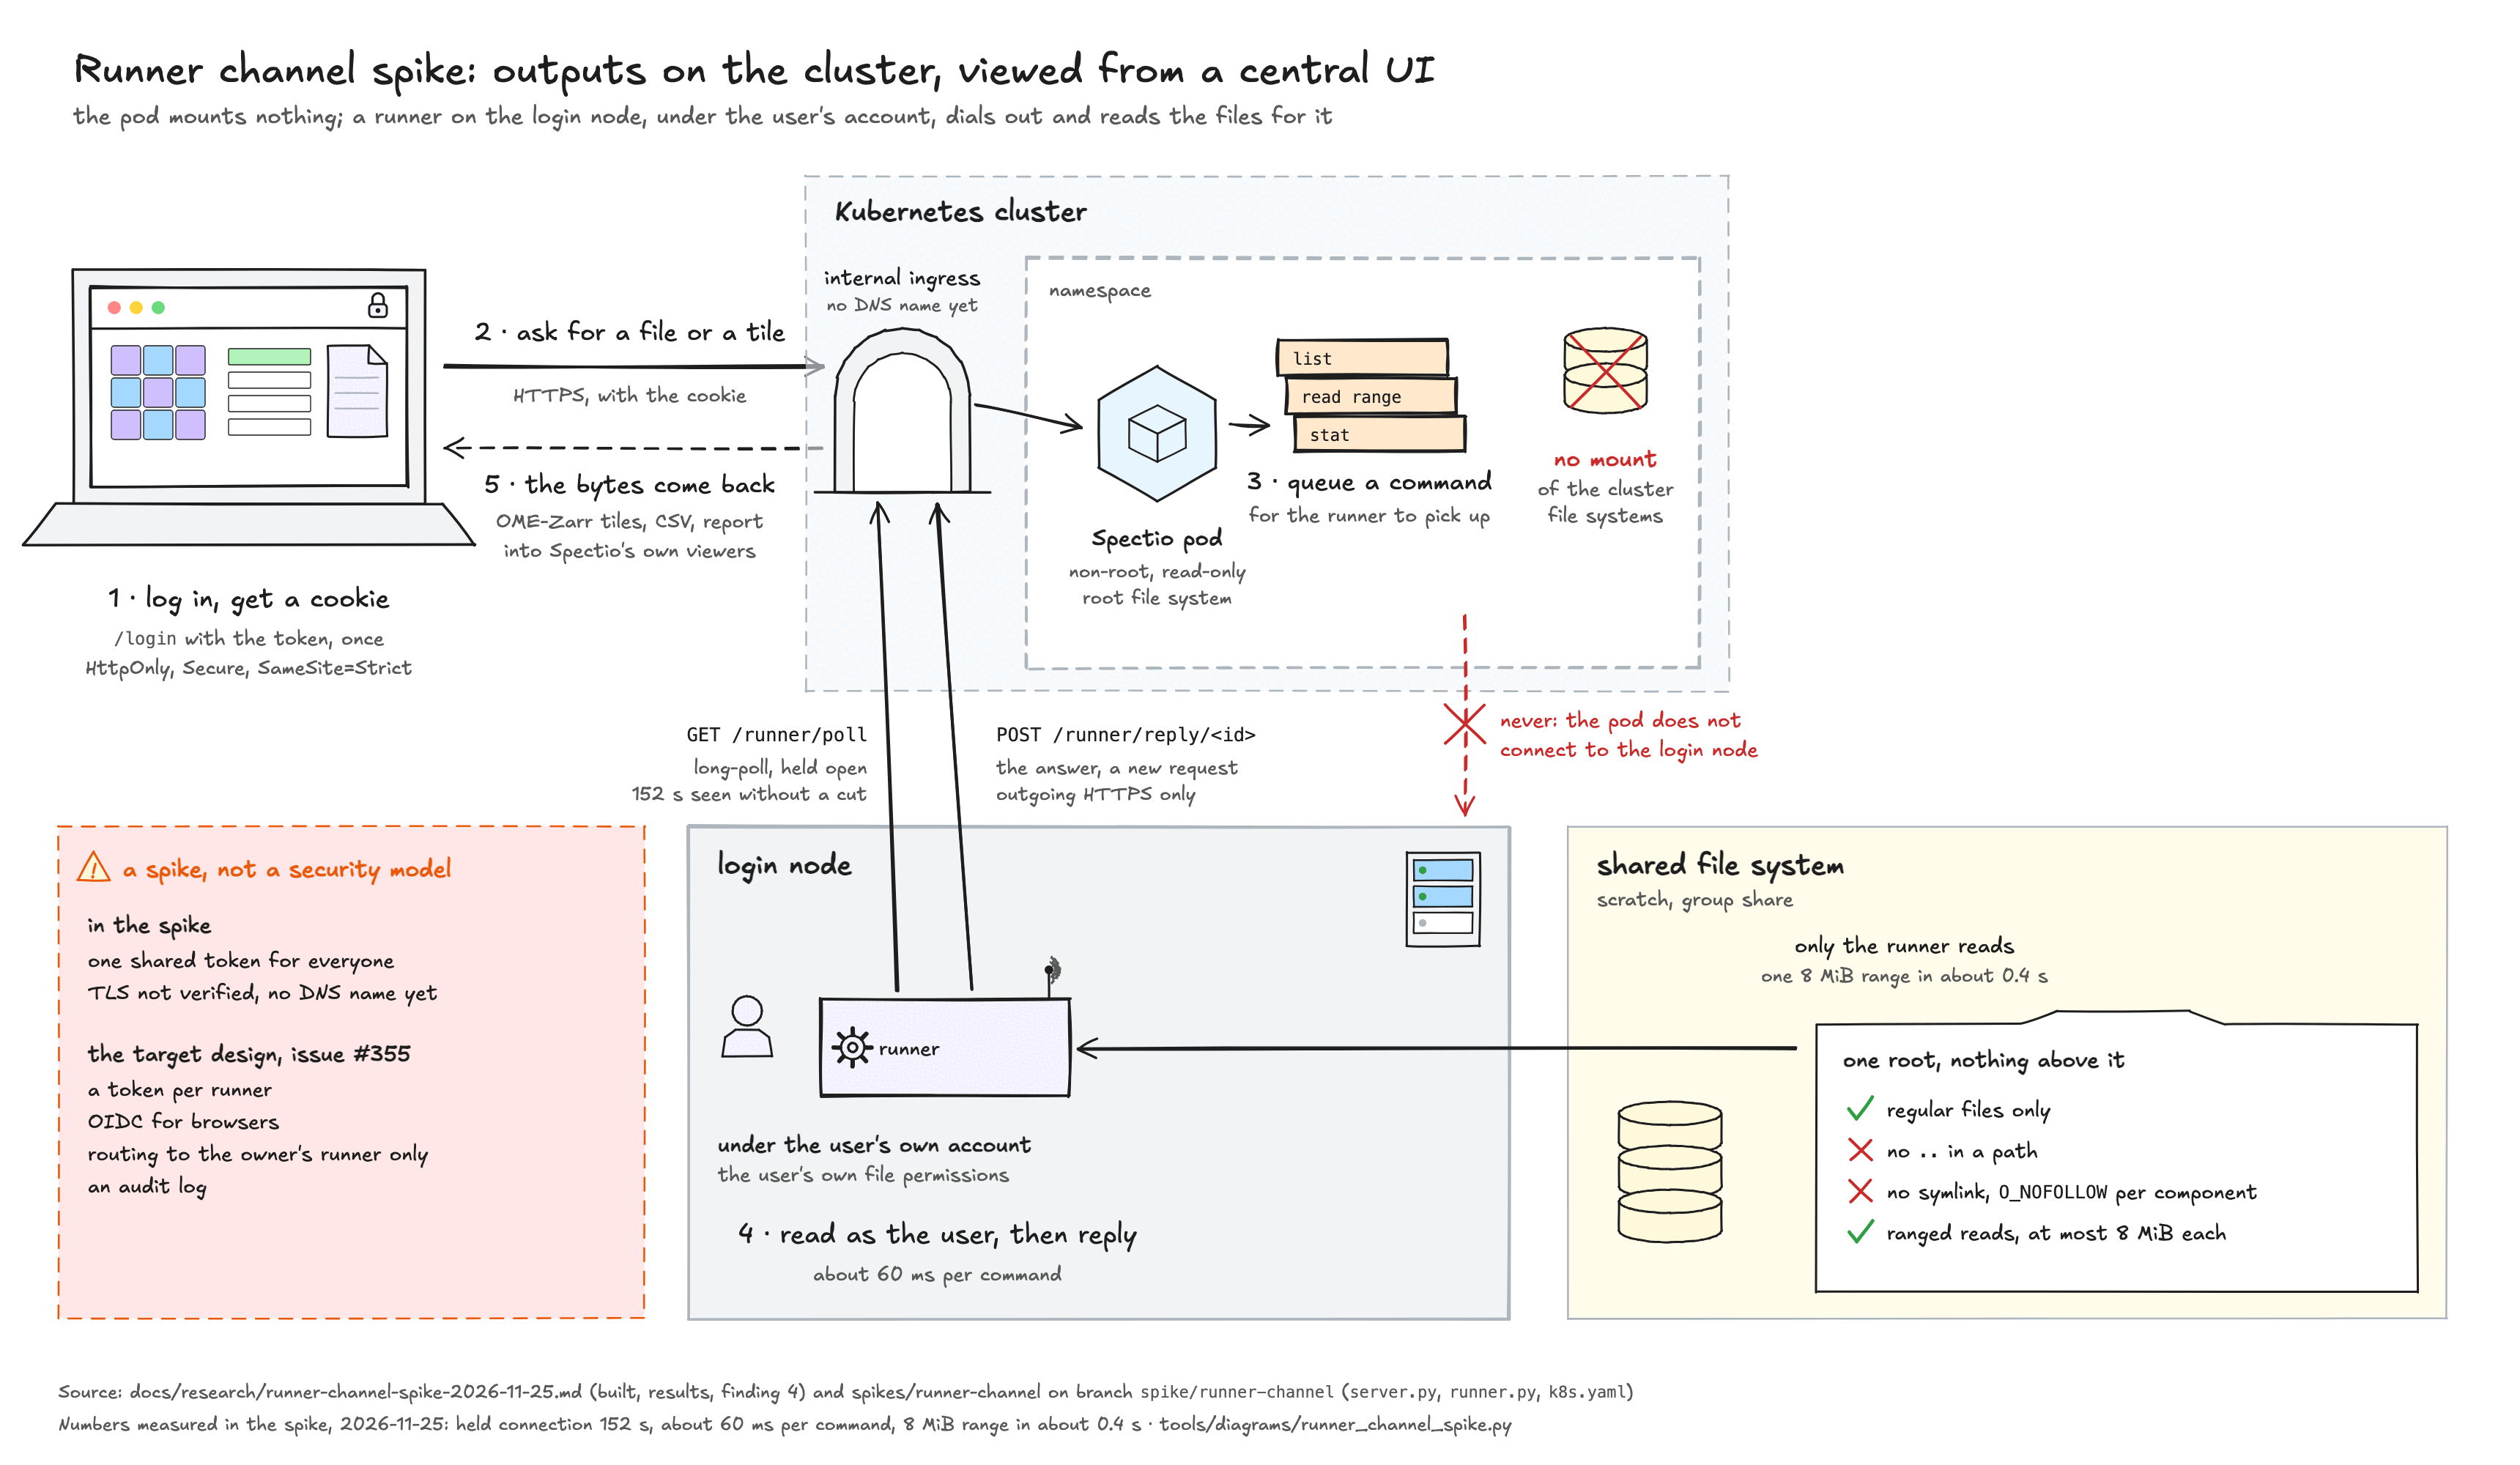 Runner channel spike: outputs on the cluster, viewed from a central UI
the pod mounts nothing; a runner on the login node, under the user's account, dials out and reads the files for it
Kubernetes cluster
internal ingress
no DNS name yet
namespace
2 · ask for a file or a tile
HTTPS, with the cookie
5 · the bytes come back
OME-Zarr tiles, CSV, report
into Spectio's own viewers
list
read range
stat
3 · queue a command
for the runner to pick up
no mount
of the cluster
file systems
Spectio pod
non-root, read-only
root file system
1 · log in, get a cookie
/login with the token, once
HttpOnly, Secure, SameSite=Strict
GET /runner/poll
long-poll, held open
152 s seen without a cut
POST /runner/reply/<id>
the answer, a new request
outgoing HTTPS only
never: the pod does not
connect to the login node
a spike, not a security model
in the spike
one shared token for everyone
TLS not verified, no DNS name yet
the target design, issue #355
a token per runner
OIDC for browsers
routing to the owner's runner only
an audit log
login node
runner
under the user's own account
the user's own file permissions
4 · read as the user, then reply
about 60 ms per command
shared file system
scratch, group share
only the runner reads
one 8 MiB range in about 0.4 s
one root, nothing above it
regular files only
no .. in a path
no symlink, O_NOFOLLOW per component
ranged reads, at most 8 MiB each
Source: docs/research/runner-channel-spike-2026-11-25.md (built, results, finding 4) and spikes/runner-channel on branch spike/runner-channel (server.py, runner.py, k8s.yaml)
Numbers measured in the spike, 2026-11-25: held connection 152 s, about 60 ms per command, 8 MiB range in about 0.4 s · tools/diagrams/runner_channel_spike.py